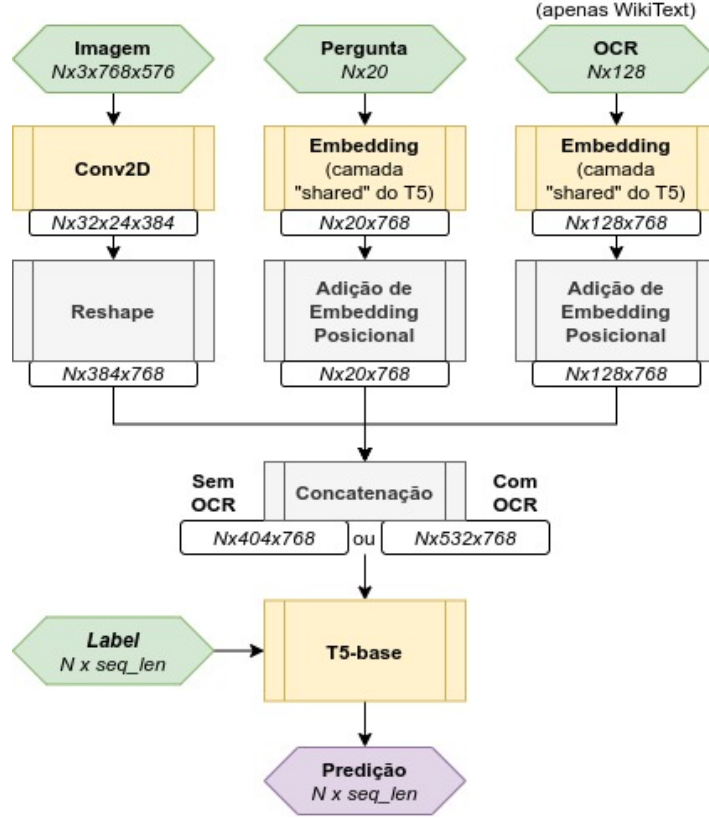 (apenas WikiText)
Imagem
Nx3x768x576
Pergunta
Nx20
OCR
Nx128
Conv2D
Nx32x24x384
Embedding
(camada
"shared" do T5)
Nx20x768
Embedding
(camada
"shared" do T5)
Nx128x768
Reshape
Nx384x768
Adição de
Embedding
Posicional
Nx20x768
Adição de
Embedding
Posicional
Nx128x768
Sem
OCR
Concatenação
Com
OCR
Nx404x768 ou Nx532x768
Label
N x seq_len
T5-base
Predição
N x seq_len